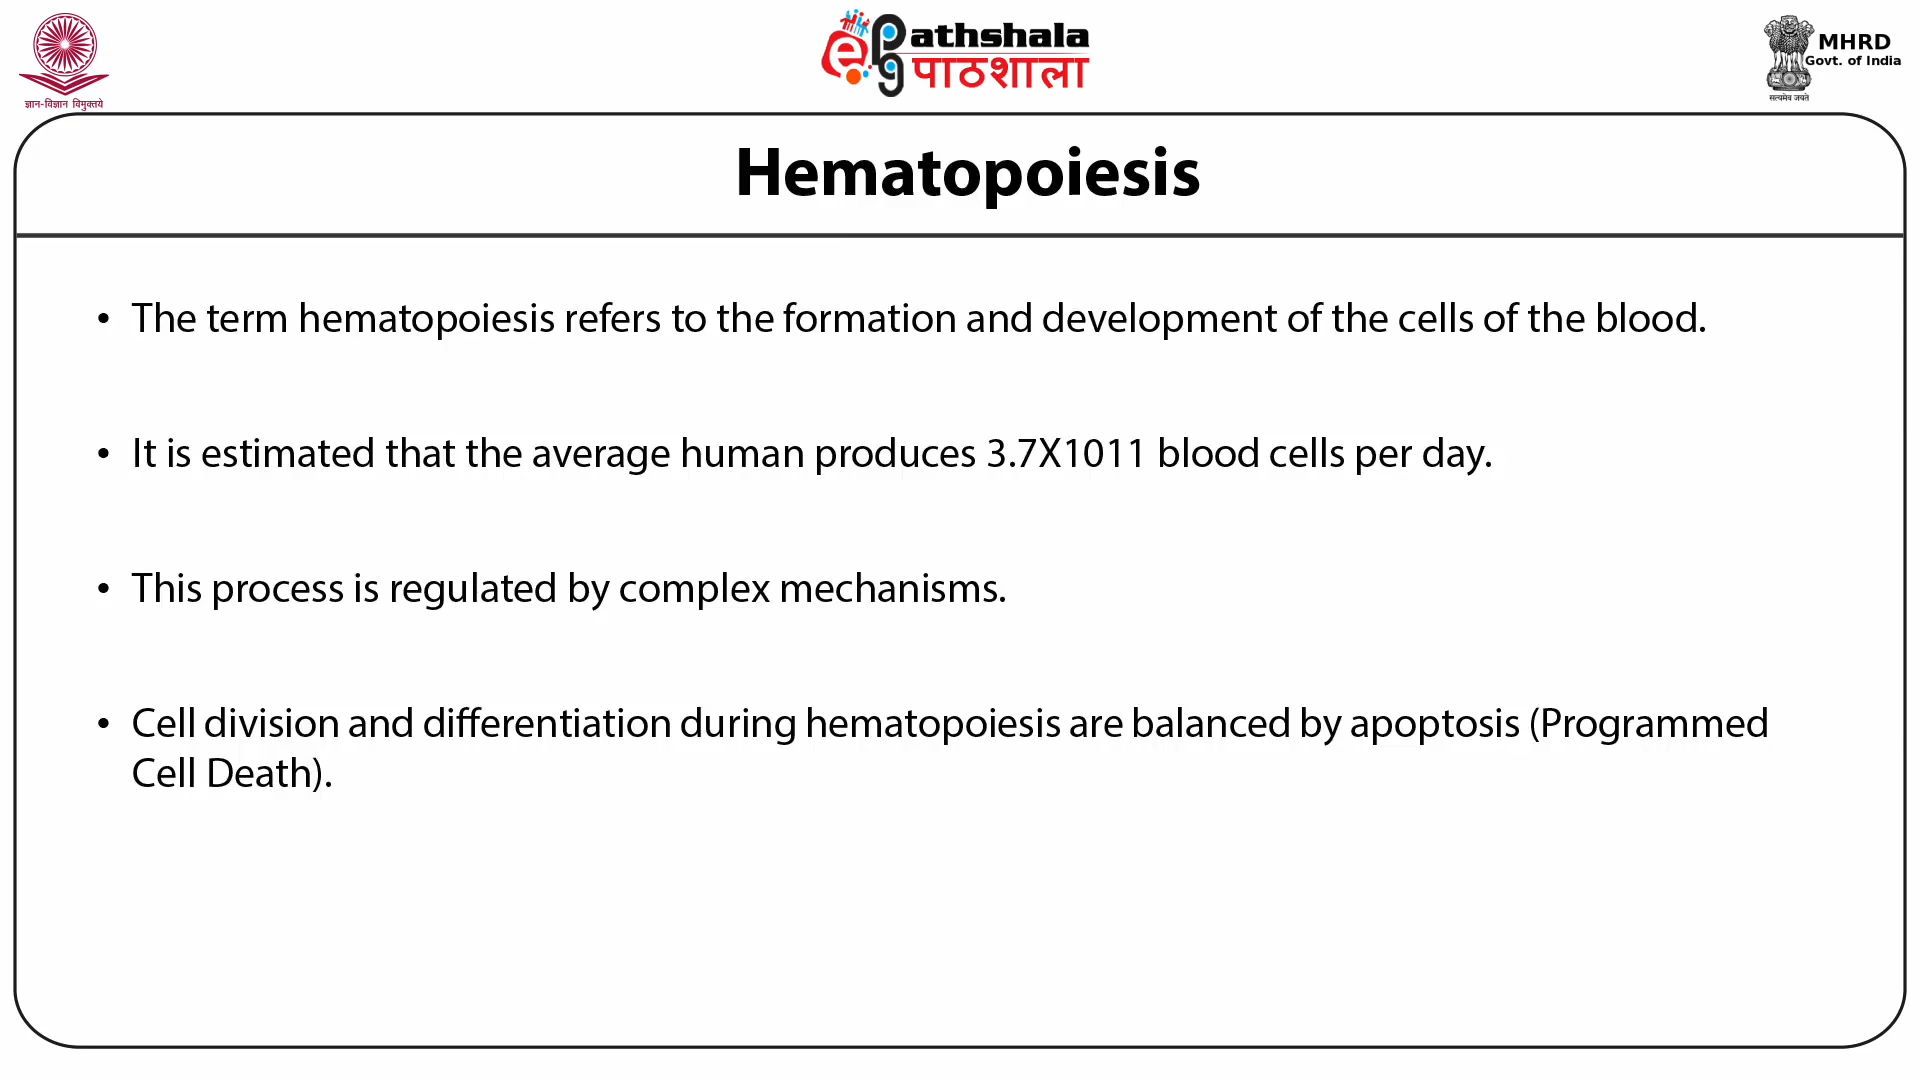 ज्ञान-विज्ञान विमुक्तये
e
Pathshala
पाठशाला
MHRD
Govt. of India
सत्यमेव जयते
Hematopoiesis
• The term hematopoiesis refers to the formation and development of the cells of the blood.
• It is estimated that the average human produces 3.7X1011 blood cells per day.
• This process is regulated by complex mechanisms.
• Cell division and differentiation during hematopoiesis are balanced by apoptosis (Programmed
Cell Death).